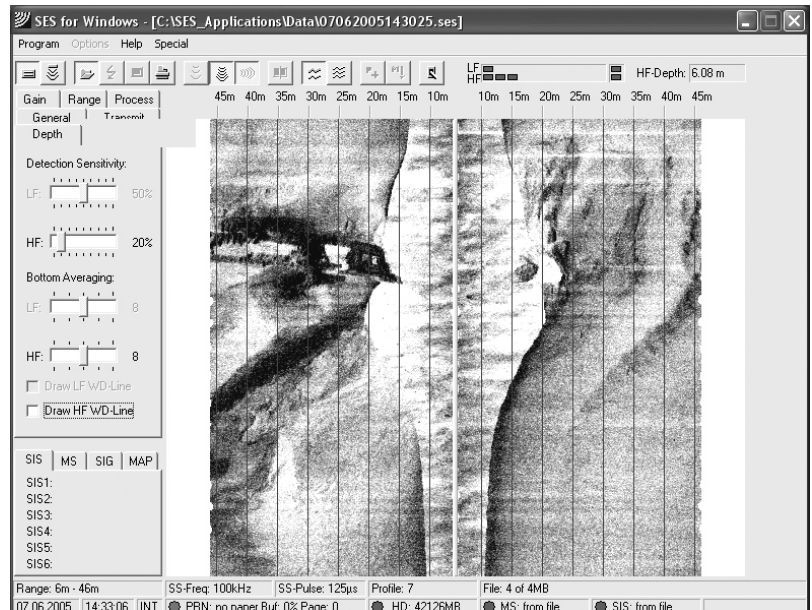 SES for Windows - [C:\SES_Applications\Data\07062005143025.ses]
Program Options Help Special
LF
HF
HF-Depth: 6.08 m
Gain Range Process
General Transmit
Depth
45m 40m 35m 30m 25m 20m 15m 10m 10m 15m 20m 25m 30m 35m 40m 45m
Detection Sensitivity:
LF: 50%
HF: 20%
Bottom Averaging:
LF: 8
HF: 8
Draw LF WD-Line
Draw HF WD-Line
SIS MS SIG MAP
SIS1:
SIS2:
SIS3:
SIS4:
SIS5:
SIS6:
Range: 6m - 46m SS-Freq: 100kHz SS-Pulse: 125µs Profile: 7 File: 4 of 4MB
07.06.2005 14:33:06 INT PRN: no paper Buf: 0% Page: 0 HD: 42126MB MS: from file SIS: from file